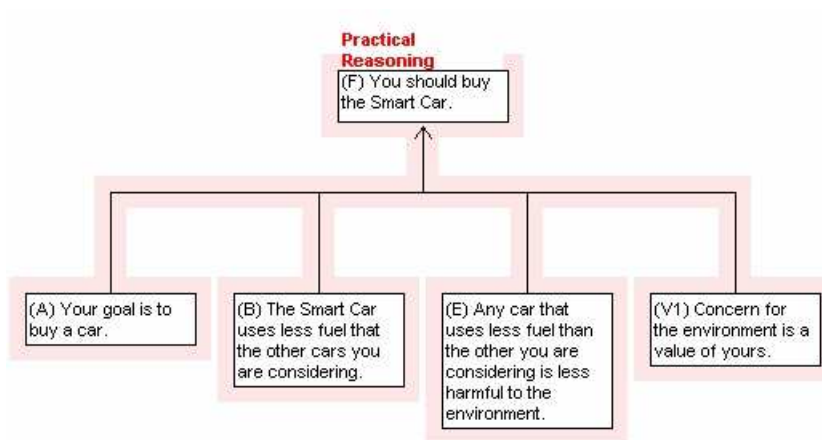 Practical
Reasoning
(F) You should buy
the Smart Car.
(A) Your goal is to
buy a car.
(B) The Smart Car
uses less fuel that
the other cars you
are considering.
(E) Any car that
uses less fuel than
the other you are
considering is less
harmful to the
environment.
(V1) Concern for
the environment is a
value of yours.